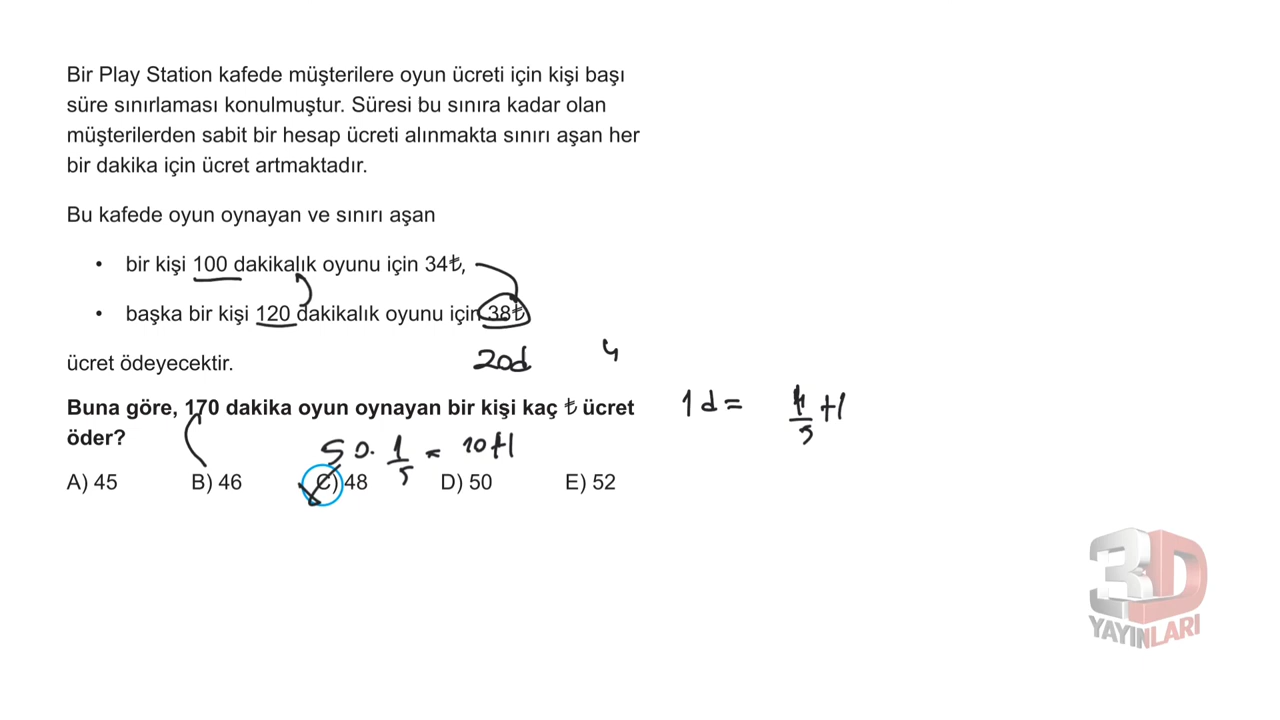 Bir Play Station kafede müşterilere oyun ücreti için kişi başı
süre sınırlaması konulmuştur. Süresi bu sınıra kadar olan
müşterilerden sabit bir hesap ücreti alınmakta sınırı aşan her
bir dakika için ücret artmaktadır.
Bu kafede oyun oynayan ve sınırı aşan
• bir kişi 100 dakikalık oyunu için 34₺,
• başka bir kişi 120 dakikalık oyunu için 38₺
ücret ödeyecektir.
20d 4
Buna göre, 170 dakika oyun oynayan bir kişi kaç ₺ ücret
öder?
1d = 1/5 tl
50. 1/5 = 10 tl
A) 45 B) 46 C) 48 D) 50 E) 52
3D
YAYINLARI